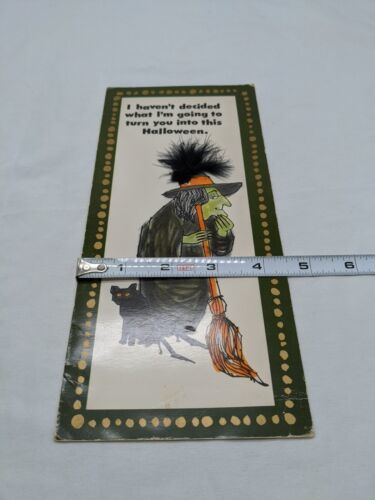 I haven't decided
what I'm going to
turn you into this
Halloween.
1 2 3 4 5 6